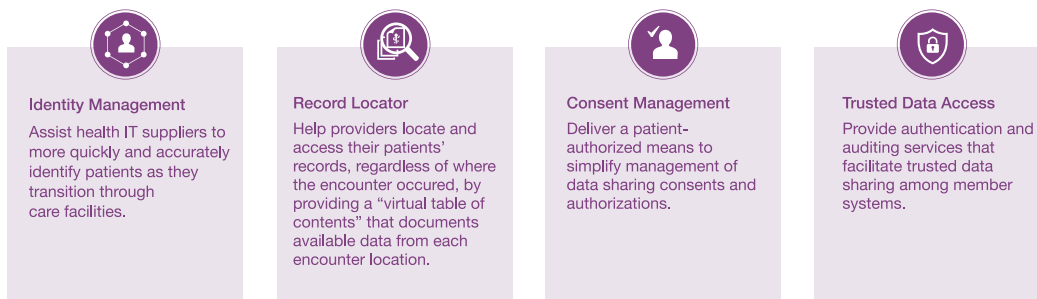 Identity Management
Assist health IT suppliers to
more quickly and accurately
identify patients as they
transition through
care facilities.
Record Locator
Help providers locate and
access their patients'
records, regardless of where
the encounter occured, by
providing a “virtual table of
contents” that documents
available data from each
encounter location.
Consent Management
Deliver a patient-
authorized means to
simplify management of
data sharing consents and
authorizations.
Trusted Data Access
Provide authentication and
auditing services that
facilitate trusted data
sharing among member
systems.